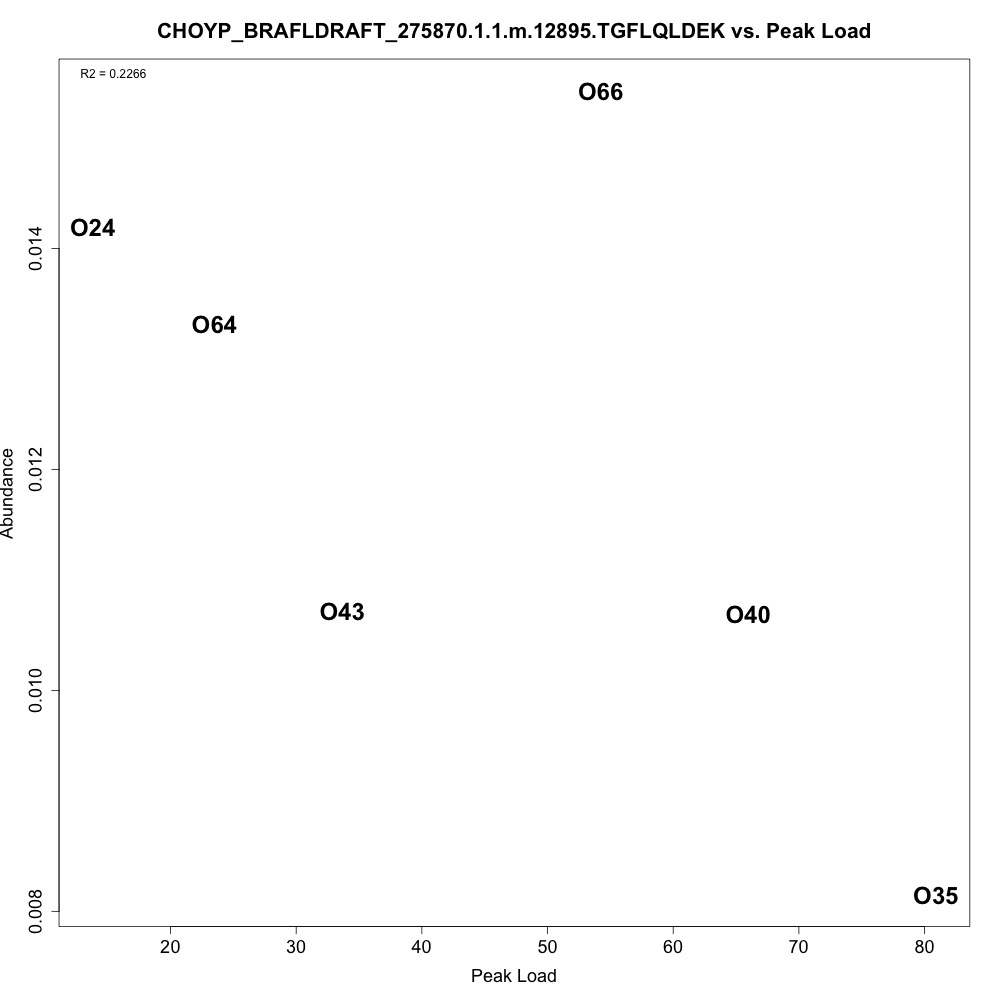 CHOYP_BRAFLDRAFT_275870.1.1.m.12895.TGFLQLDEK vs. Peak Load
R2 = 0.2266
O66
O24
O64
O43
O40
O35
0.014
0.012
0.010
0.008
Abundance
20 30 40 50 60 70 80
Peak Load